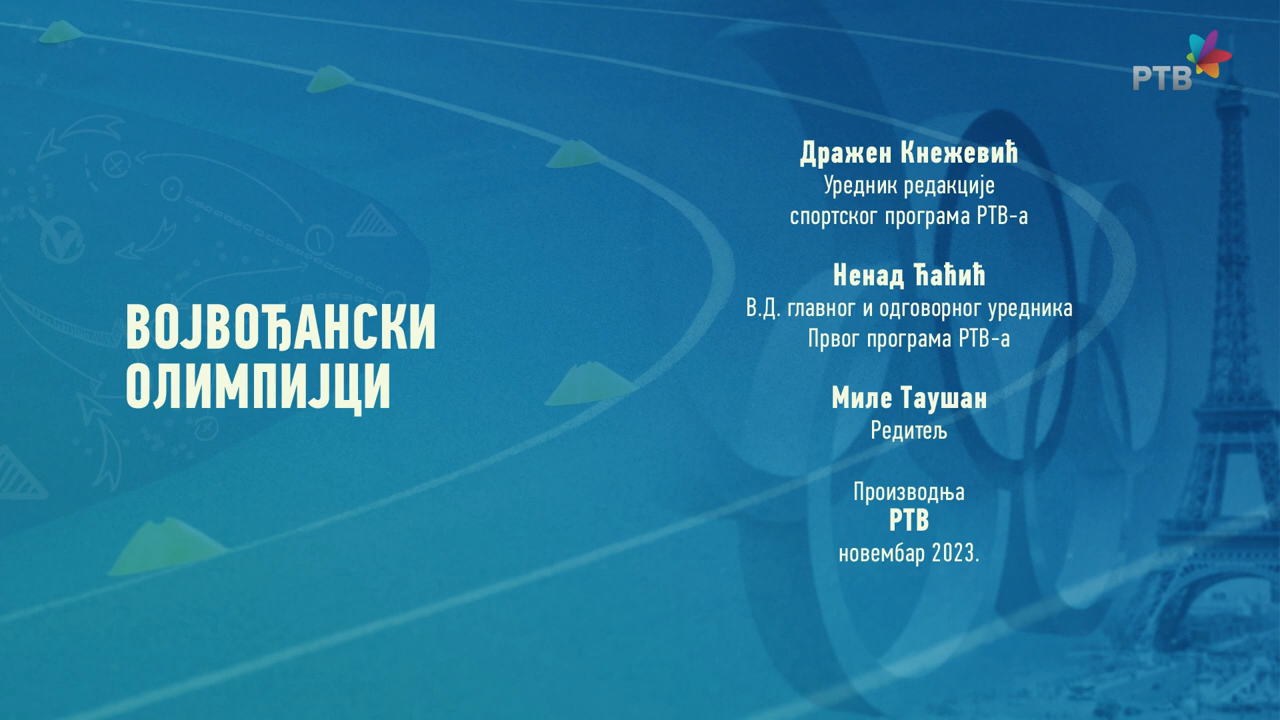 РТВ
ВОЈВОЂАНСКИ
ОЛИМПИЈЦИ
Дражен Кнежевић
Уредник редакције
спортског програма РТВ-а
Ненад Ћаћић
В.Д. главног и одговорног уредника
Првог програма РТВ-а
Миле Таушан
Редитељ
Производња
РТВ
новембар 2023.